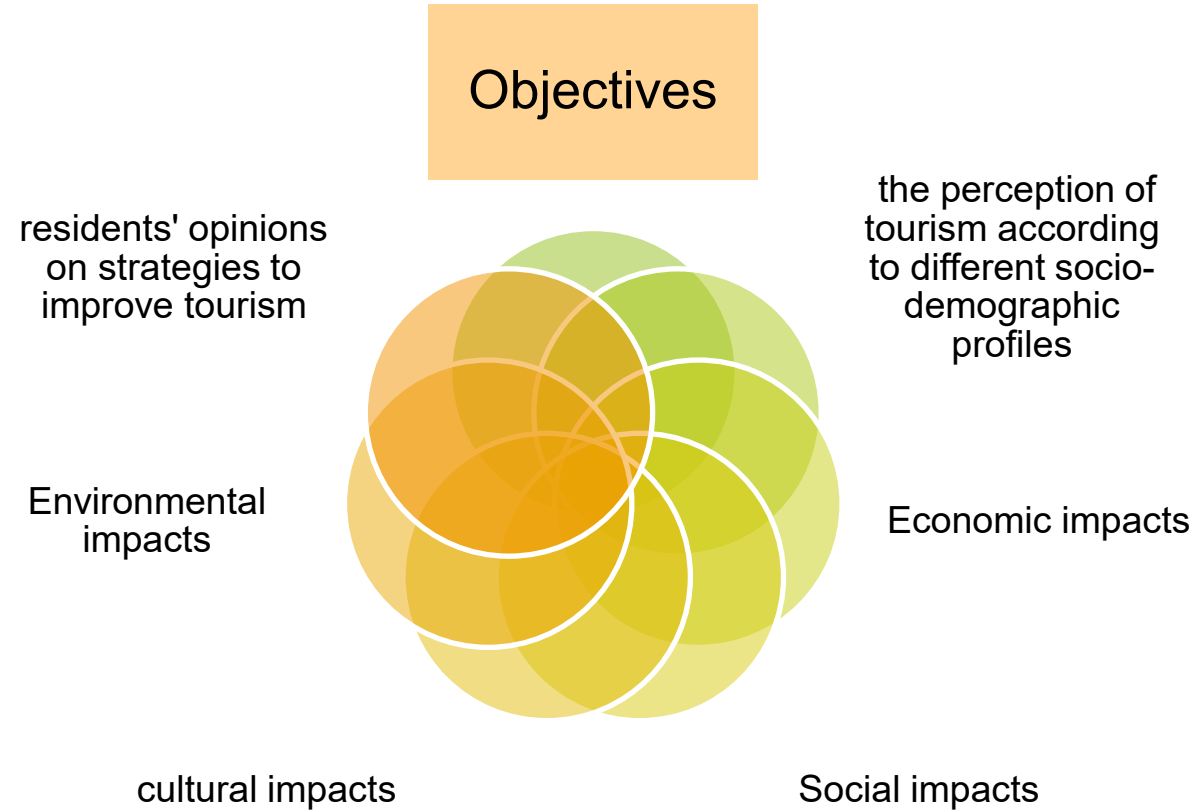 Objectives
the perception of
tourism according
to different socio-
demographic
profiles
Economic impacts
Social impacts
cultural impacts
Environmental
impacts
residents' opinions
on strategies to
improve tourism